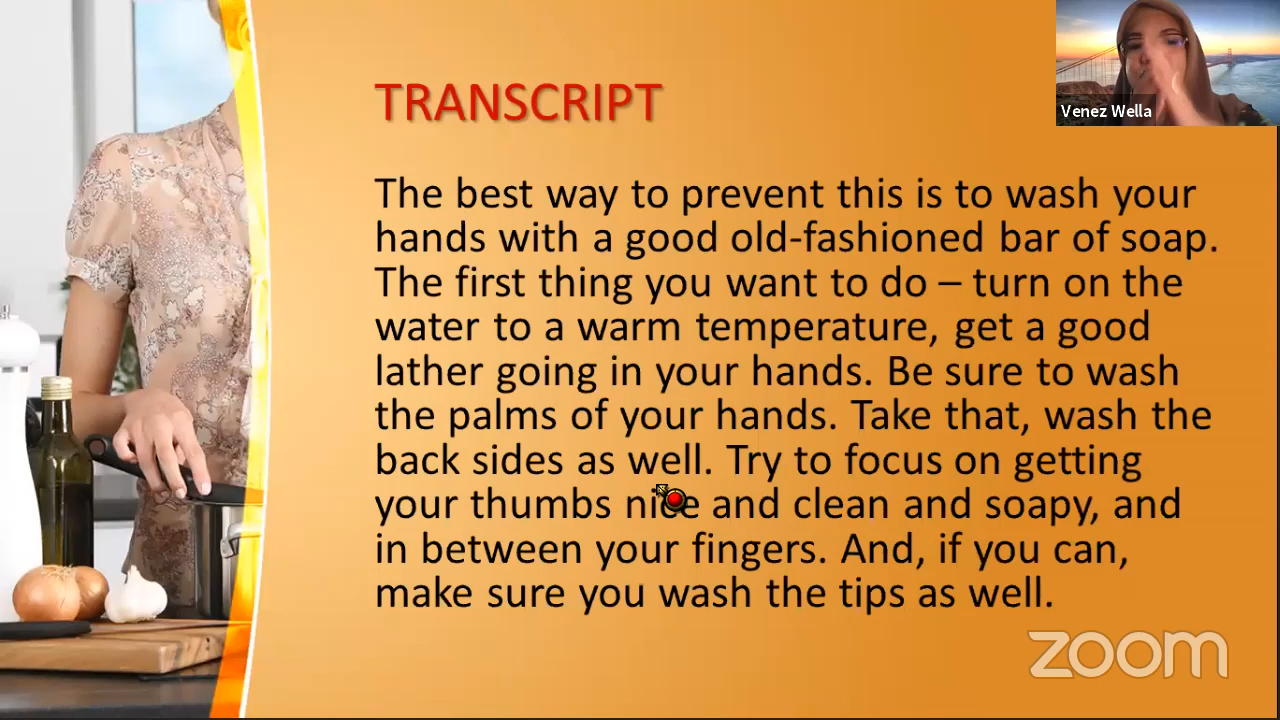 TRANSCRIPT
Venez Wella
The best way to prevent this is to wash your
hands with a good old-fashioned bar of soap.
The first thing you want to do – turn on the
water to a warm temperature, get a good
lather going in your hands. Be sure to wash
the palms of your hands. Take that, wash the
back sides as well. Try to focus on getting
your thumbs nice and clean and soapy, and
in between your fingers. And, if you can,
make sure you wash the tips as well.
zoom